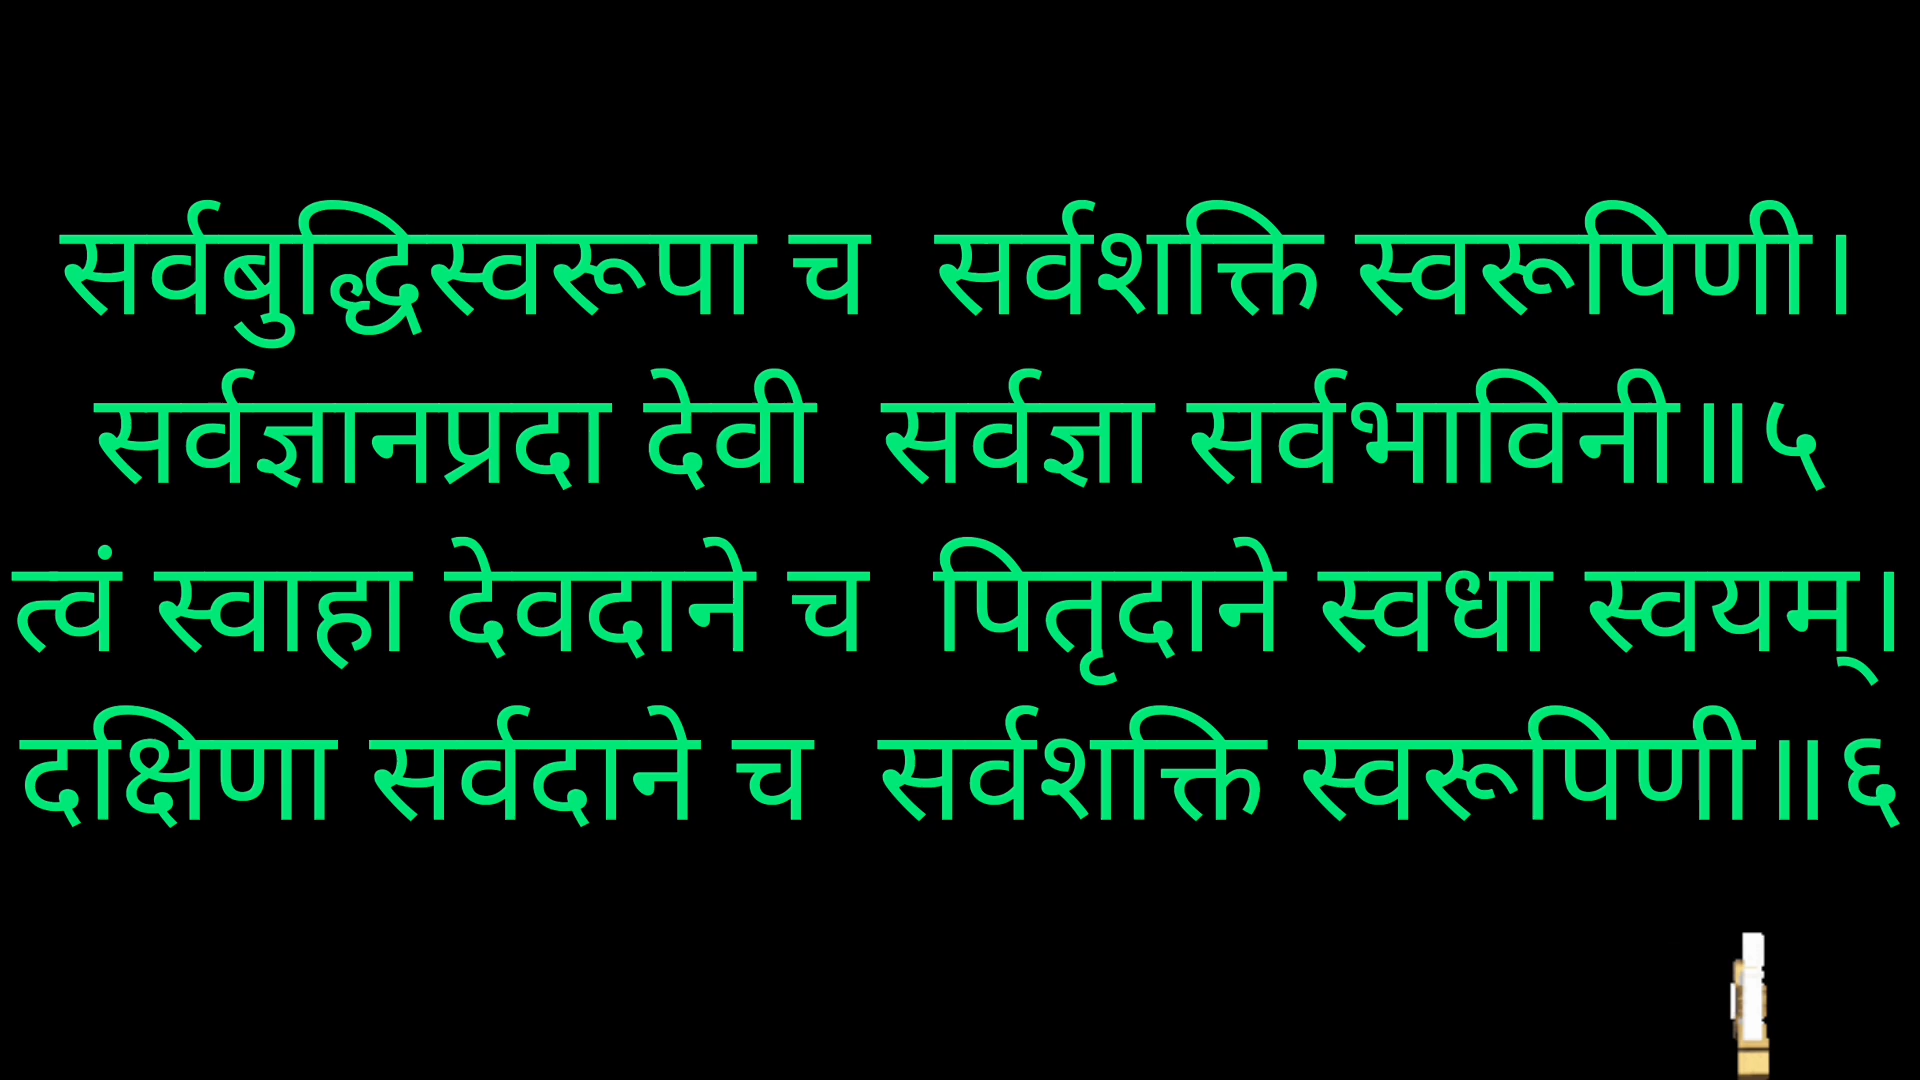 सर्वबुद्धिस्वरूपा च सर्वशक्ति स्वरूपिणी।
सर्वज्ञानप्रदा देवी सर्वज्ञा सर्वभाविनी॥५
त्वं स्वाहा देवदाने च पितृदाने स्वधा स्वयम्।
दक्षिणा सर्वदाने च सर्वशक्ति स्वरूपिणी॥६